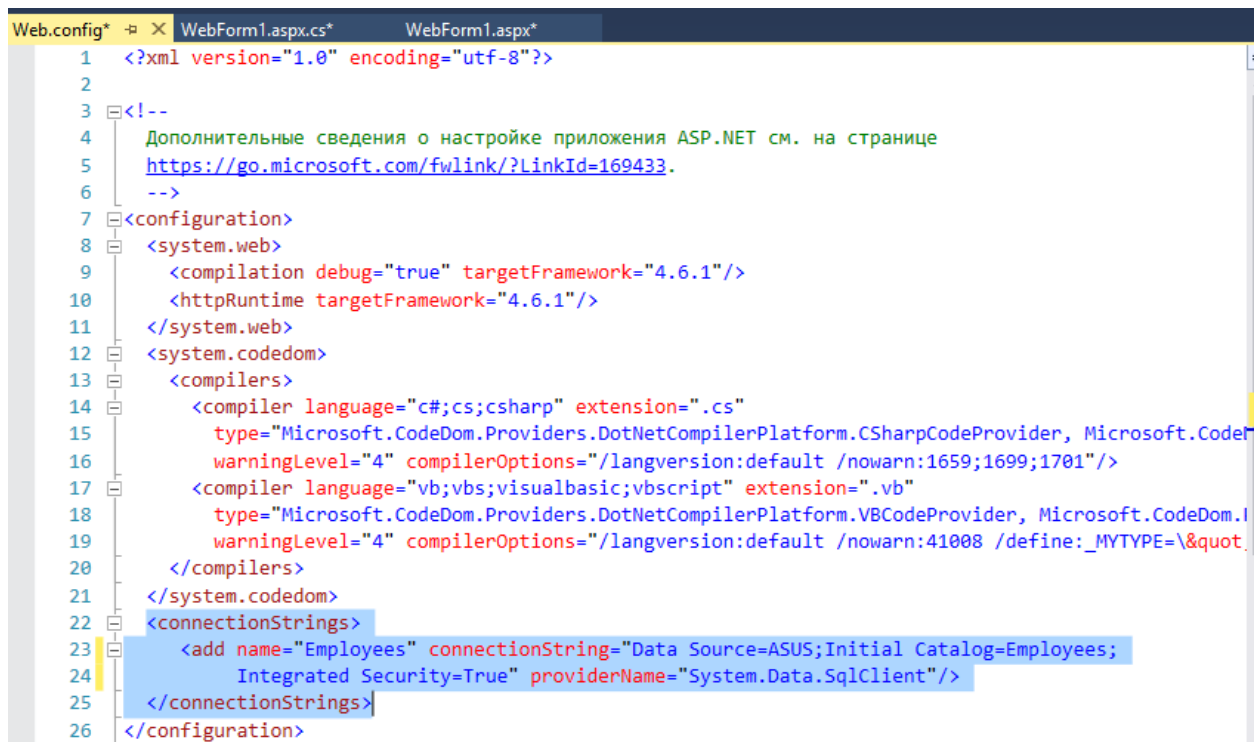 Web.config* WebForm1.aspx.cs* WebForm1.aspx*
1 <?xml version="1.0" encoding="utf-8"?>
2
3 <!--
4 Дополнительные сведения о настройке приложения ASP.NET см. на странице
5 https://go.microsoft.com/fwlink/?LinkId=169433.
6 -->
7 <configuration>
8 <system.web>
9 <compilation debug="true" targetFramework="4.6.1"/>
10 <httpRuntime targetFramework="4.6.1"/>
11 </system.web>
12 <system.codedom>
13 <compilers>
14 <compiler language="c#;cs;csharp" extension=".cs"
15 type="Microsoft.CodeDom.Providers.DotNetCompilerPlatform.CSharpCodeProvider,
16 warningLevel="4" compilerOptions="/langversion:default /nowarn:1659;1699;1701"/>
17 <compiler language="vb;vbs;visualbasic;vbscript" extension=".vb"
18 type="Microsoft.CodeDom.Providers.DotNetCompilerPlatform.VBCodeProvider, Microsoft.CodeDom.
19 warningLevel="4" compilerOptions="/langversion:default /nowarn:41008 /define:_MYTYPE=\&quot
20 </compilers>
21 </system.codedom>
22 <connectionStrings>
23 <add name="Employees" connectionString="Data Source=ASUS;Initial Catalog=Employees;
24 Integrated Security=True" providerName="System.Data.SqlClient"/>
25 </connectionStrings>
26 </configuration>